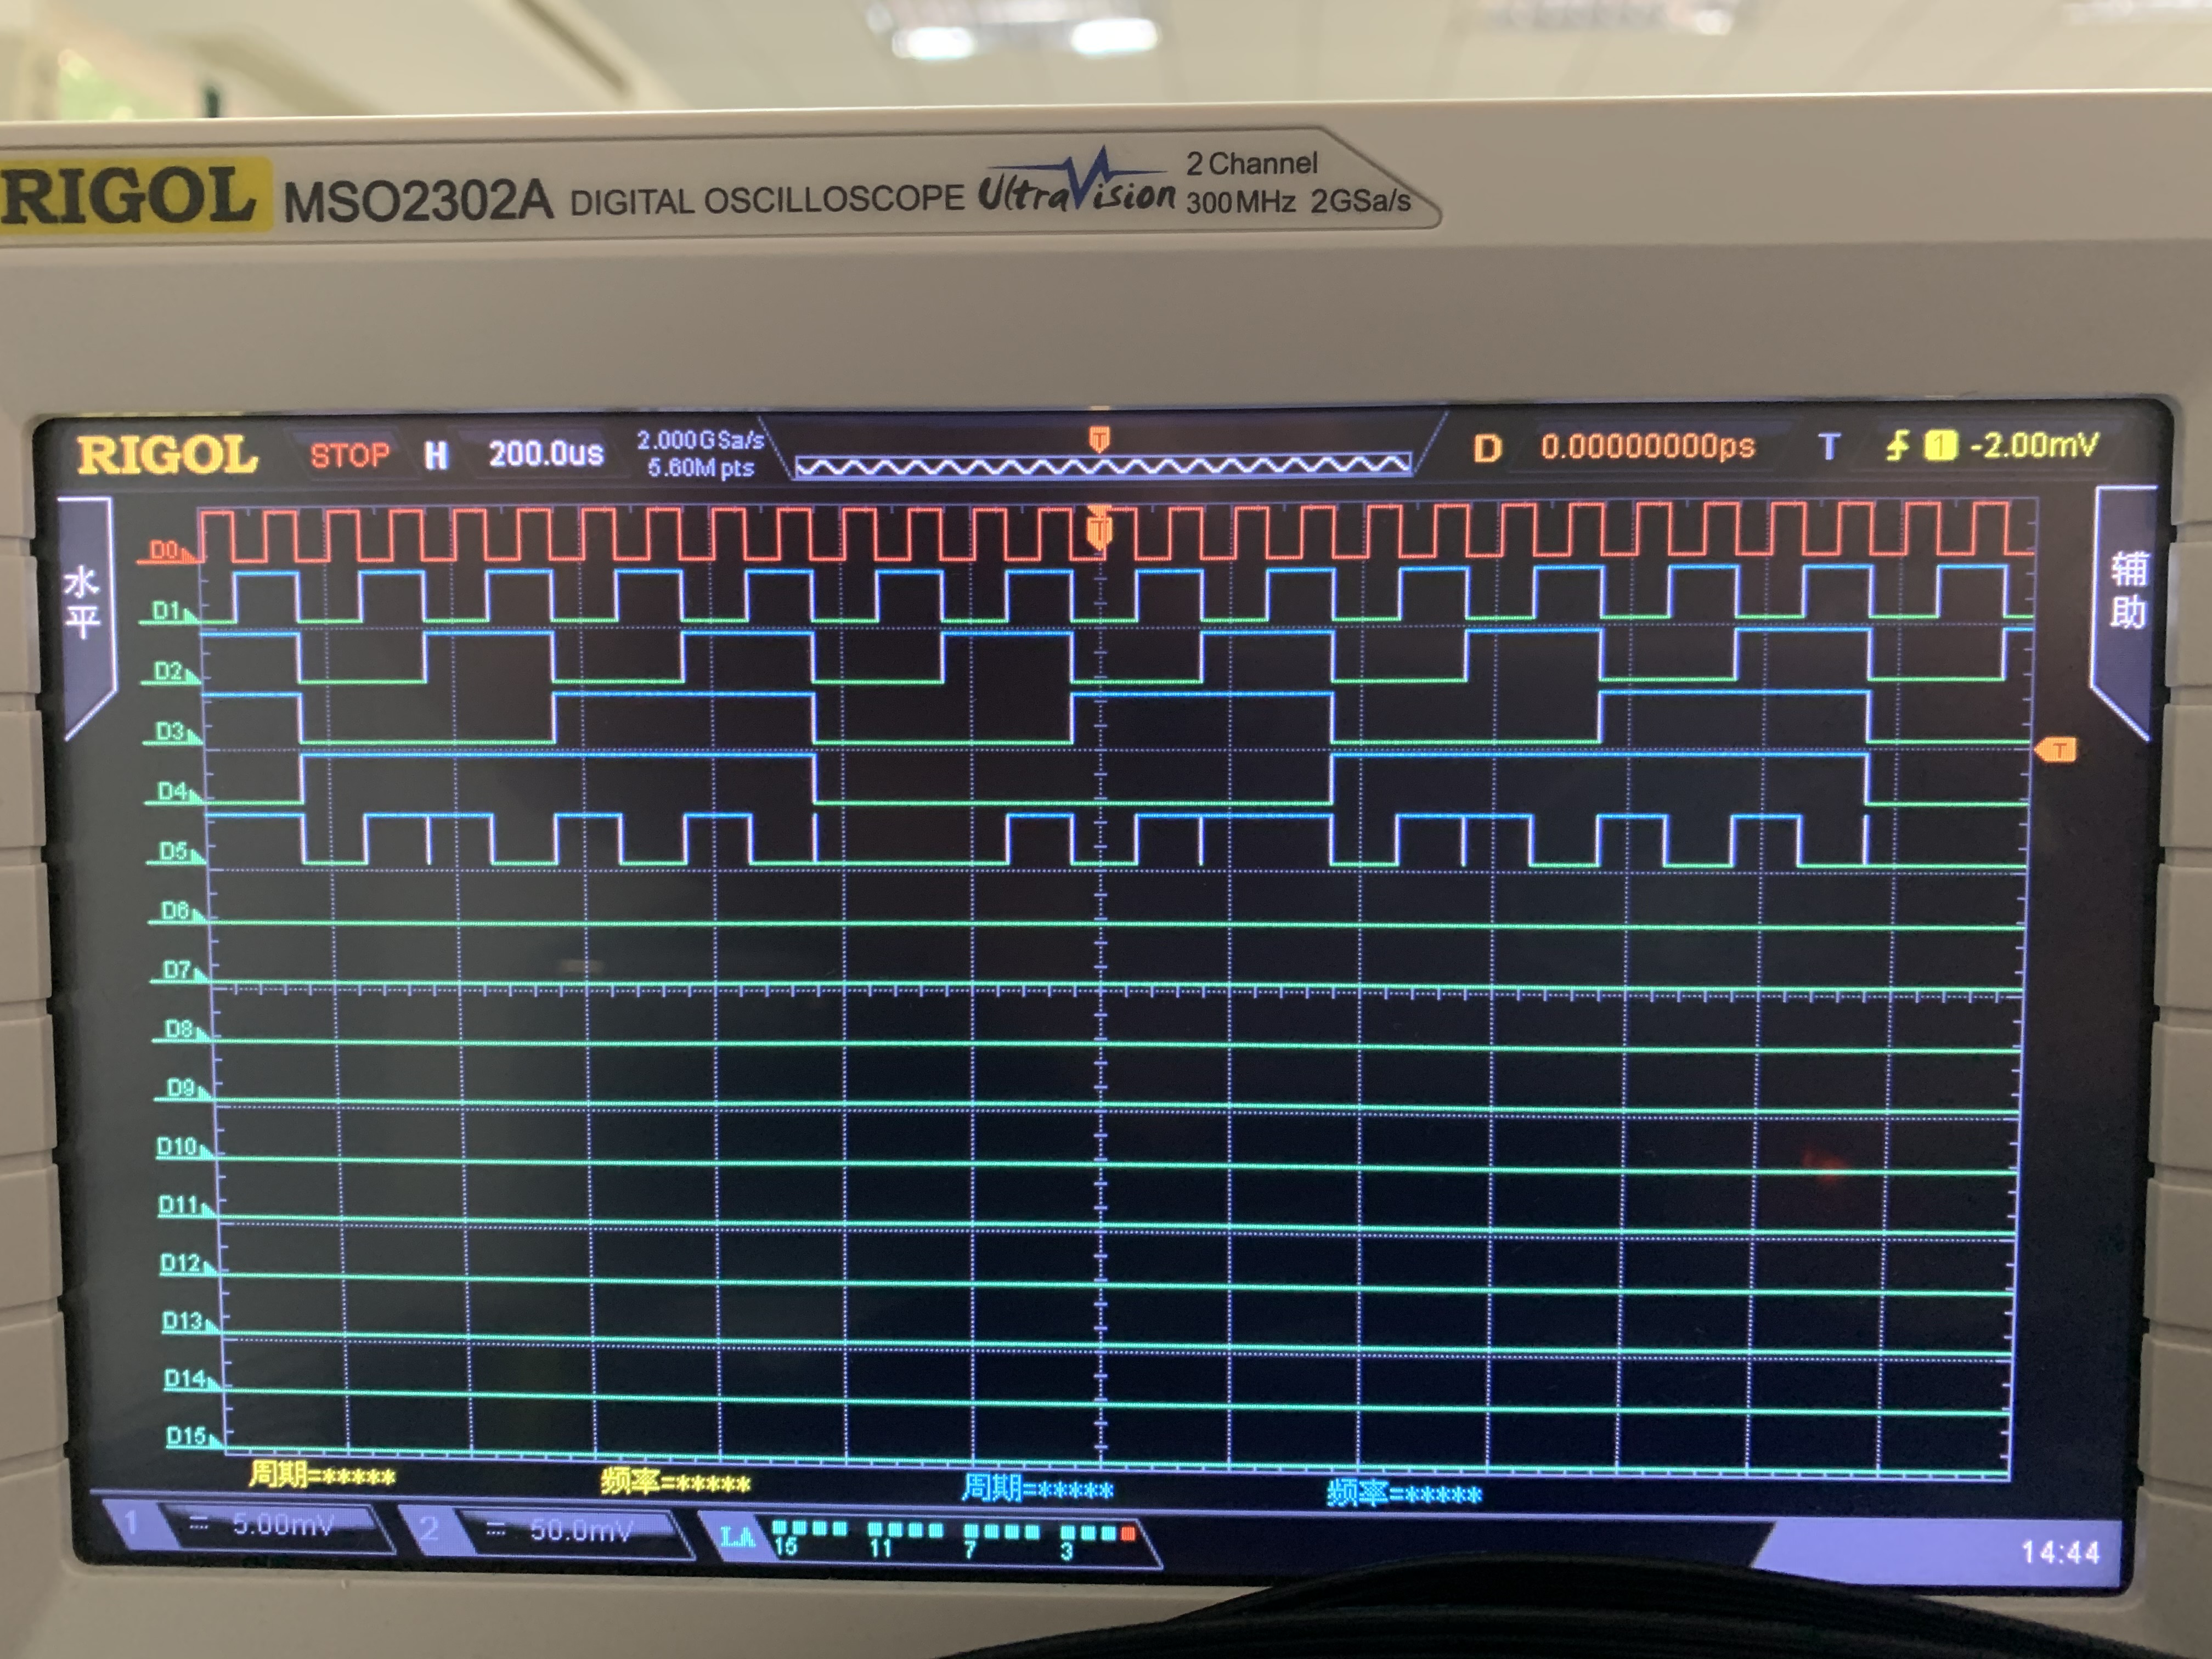 RIGOL MSO2302A DIGITAL OSCILLOSCOPE UltraVision 2 Channel
300MHz 2GSa/s
RIGOL STOP H 200.0us 2.000GSa/s
5.60M pts
T
D 0.00000000ps T 1 -2.00mV
水平
辅助
T
D0
D1
D2
D3
T
D4
D5
D6
D7
D8
D9
D10
D11
D12
D13
D14
D15
周期=***** 频率=***** 周期=***** 频率=*****
1 5.00mV 2 50.0mV LA 15 11 7 3
14:44